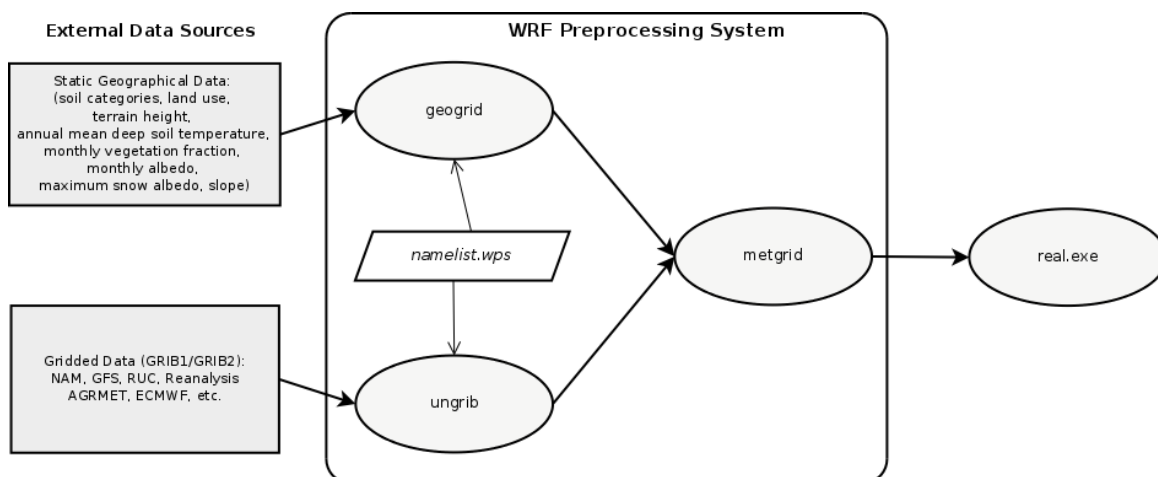 External Data Sources
WRF Preprocessing System
Static Geographical Data:
(soil categories, land use,
terrain height,
annual mean deep soil temperature,
monthly vegetation fraction,
monthly albedo,
maximum snow albedo, slope)
geogrid
namelist.wps
metgrid
real.exe
Gridded Data (GRIB1/GRIB2):
NAM, GFS, RUC, Reanalysis
AGRMET, ECMWF, etc.
ungrib